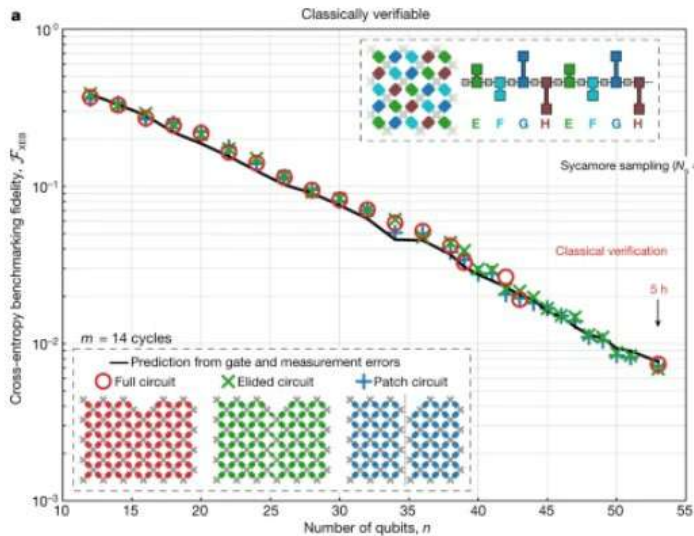 a
Classically verifiable
10⁰
10⁻¹
10⁻²
10⁻³
Cross-entropy benchmarking fidelity, ℱ_XEB
E F G H E F G H
Sycamore sampling (N
Classical verification
5 h
m = 14 cycles
Prediction from gate and measurement errors
Full circuit Elided circuit Patch circuit
10 15 20 25 30 35 40 45 50 55
Number of qubits, n